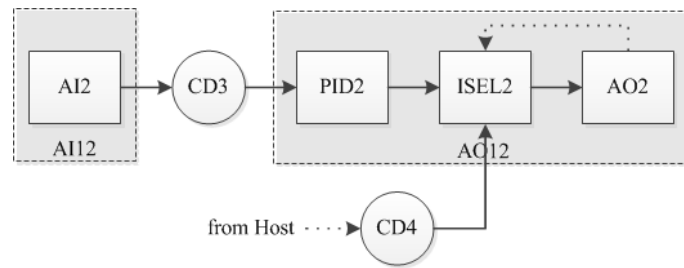 AI2
CD3
PID2
ISEL2
AO2
AI12
AO12
from Host
CD4